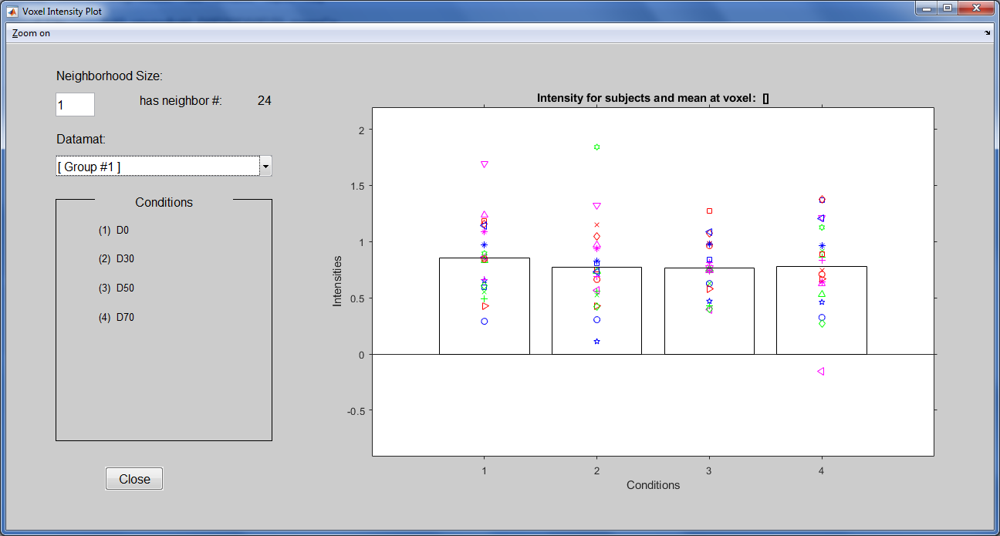 Voxel Intensity Plot
Zoom on
Neighborhood Size:
1 has neighbor #: 24
Datamat:
[ Group #1 ]
Conditions
(1) D0
(2) D30
(3) D50
(4) D70
Close
Intensity for subjects and mean at voxel: []
Intensities
2
1.5
1
0.5
0
-0.5
1 2 3 4
Conditions